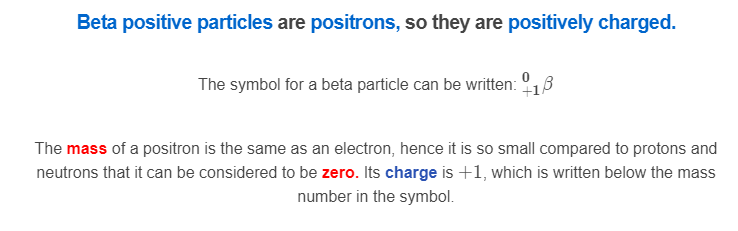 Beta positive particles are positrons, so they are positively charged.
The symbol for a beta particle can be written: ⁰₊₁β
The mass of a positron is the same as an electron, hence it is so small compared to protons and
neutrons that it can be considered to be zero. Its charge is +1, which is written below the mass
number in the symbol.